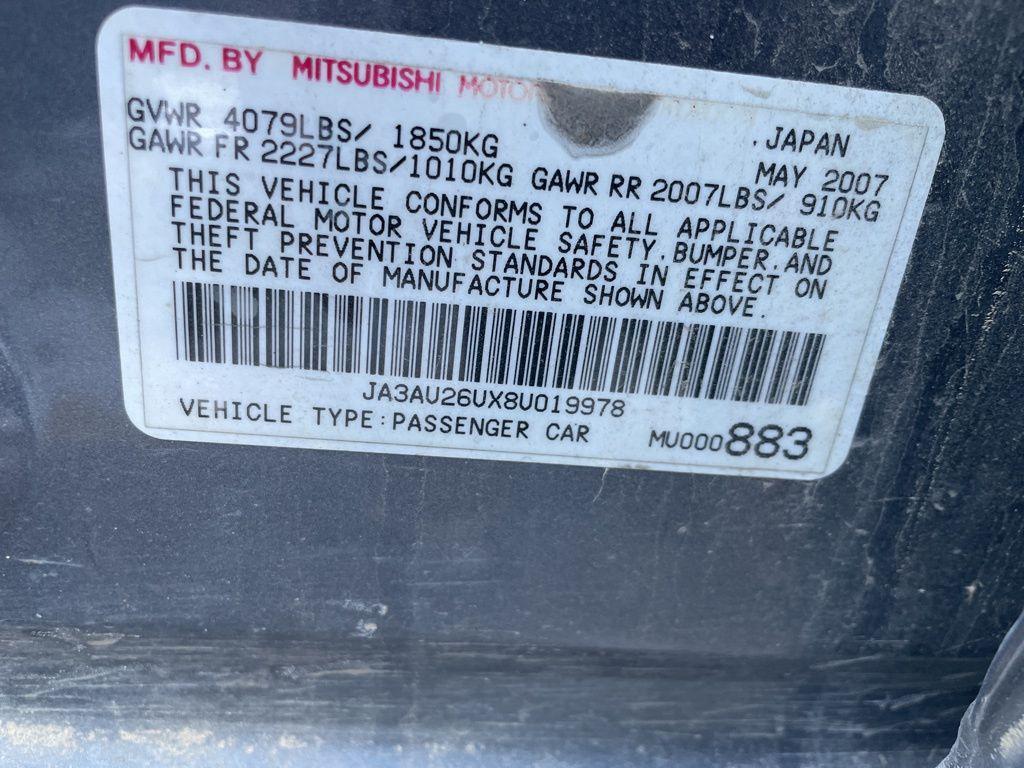 MFD. BY MITSUBISHI MOTOR
. JAPAN
GVWR 4079LBS/ 1850KG MAY 2007
GAWR FR 2227LBS/1010KG GAWR RR 2007LBS/ 910KG
THIS VEHICLE CONFORMS TO ALL APPLICABLE
FEDERAL MOTOR VEHICLE SAFETY, BUMPER, AND
THEFT PREVENTION STANDARDS IN EFFECT ON
THE DATE OF MANUFACTURE SHOWN ABOVE.
JA3AU26UX8U019978
VEHICLE TYPE:PASSENGER CAR MU000883